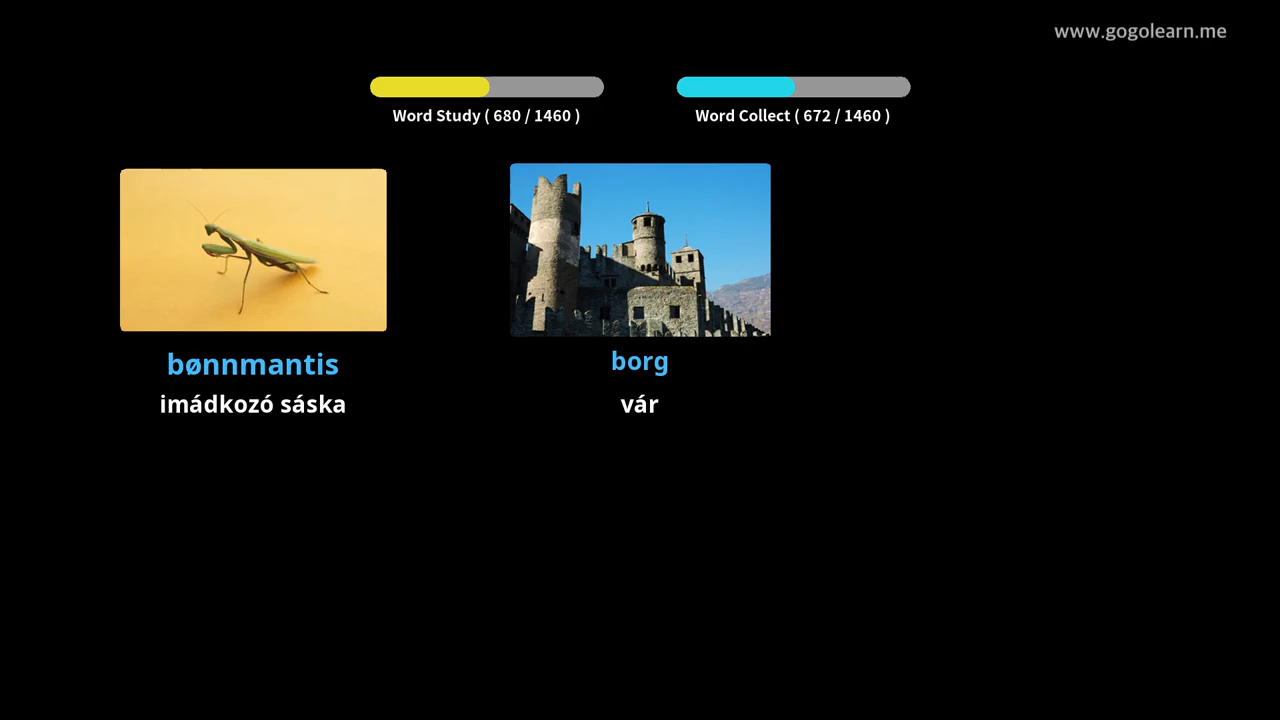 www.gogolearn.me
Word Study ( 680 / 1460 )
Word Collect ( 672 / 1460 )
bønnmantis
imádkozó sáska
borg
vár